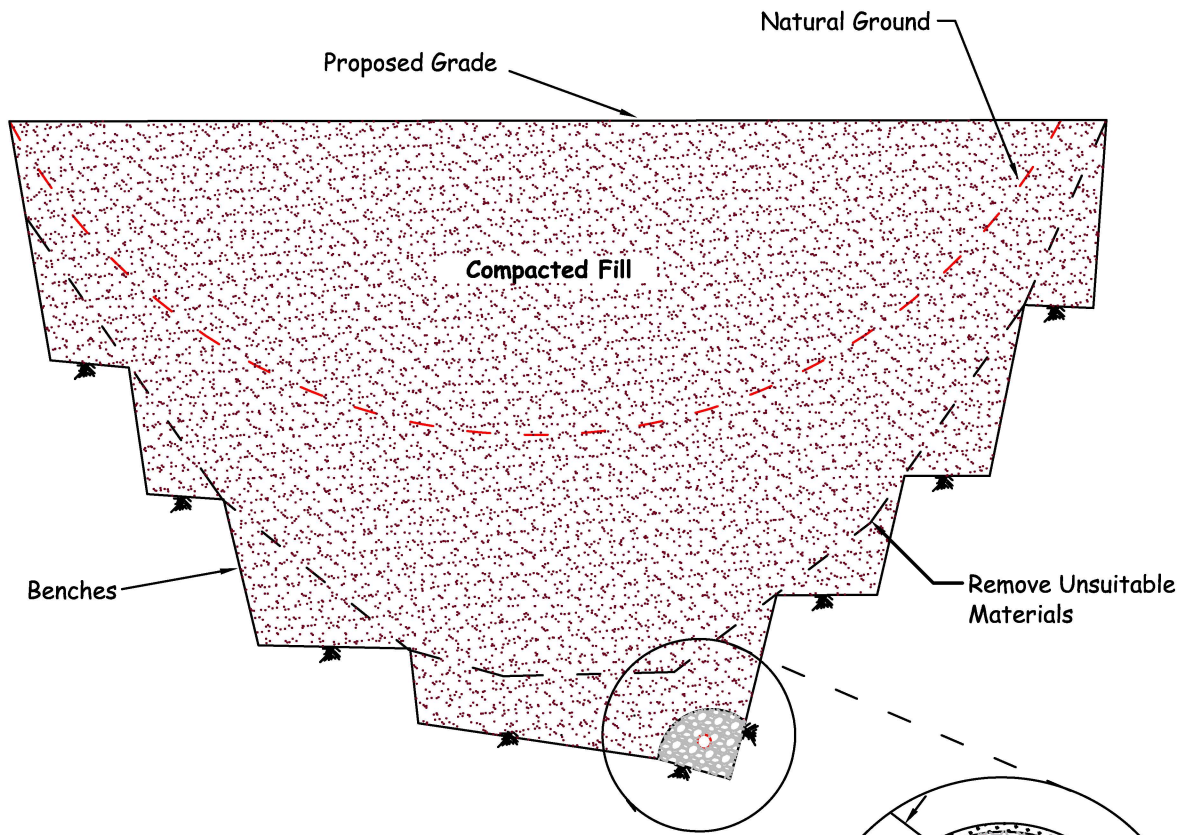 Natural Ground
Proposed Grade
Compacted Fill
Benches
Remove Unsuitable
Materials